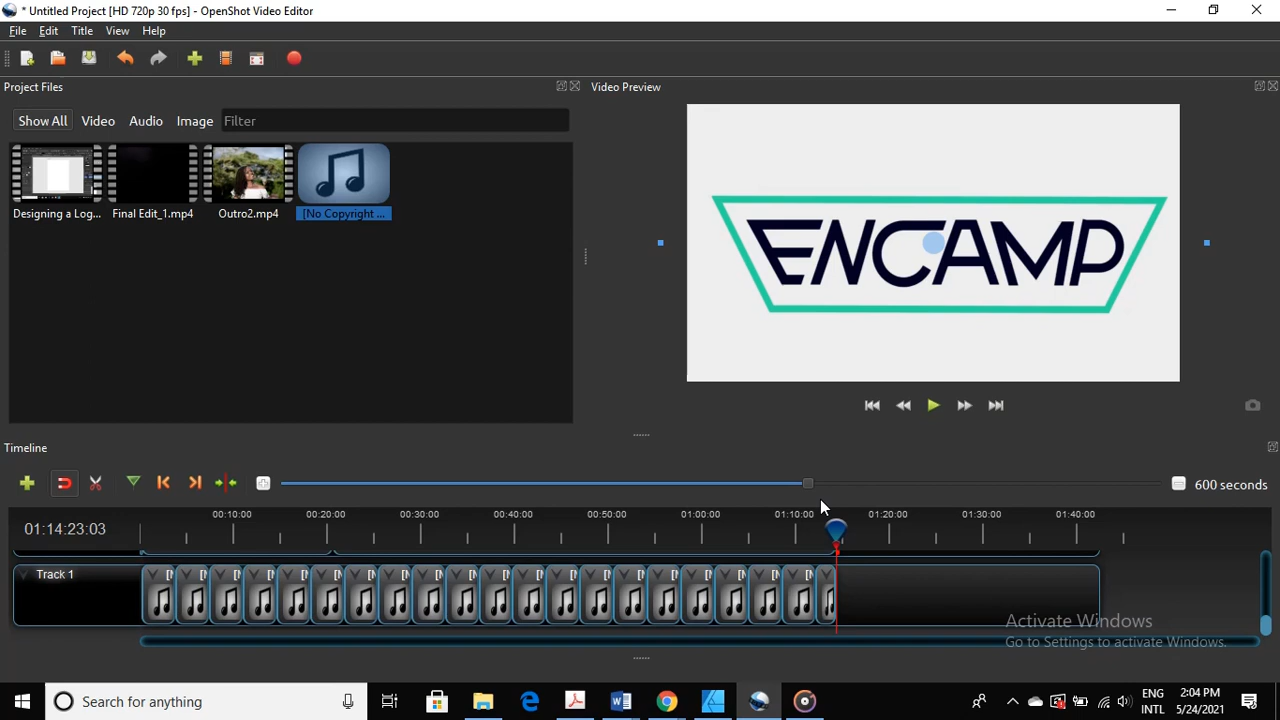 * Untitled Project [HD 720p 30 fps] - OpenShot Video Editor
File Edit Title View Help
Project Files
Video Preview
Show All Video Audio Image Filter
Designing a Log... Final Edit_1.mp4 Outro2.mp4 [No Copyright ...
ENCAMP
Timeline
600 seconds
01:14:23:03
00:10:00 00:20:00 00:30:00 00:40:00 00:50:00 01:00:00 01:10:00 01:20:00 01:30:00 01:40:00
Track 1
Activate Windows
Go to Settings to activate Windows.
Search for anything
ENG
INTL
2:04 PM
5/24/2021